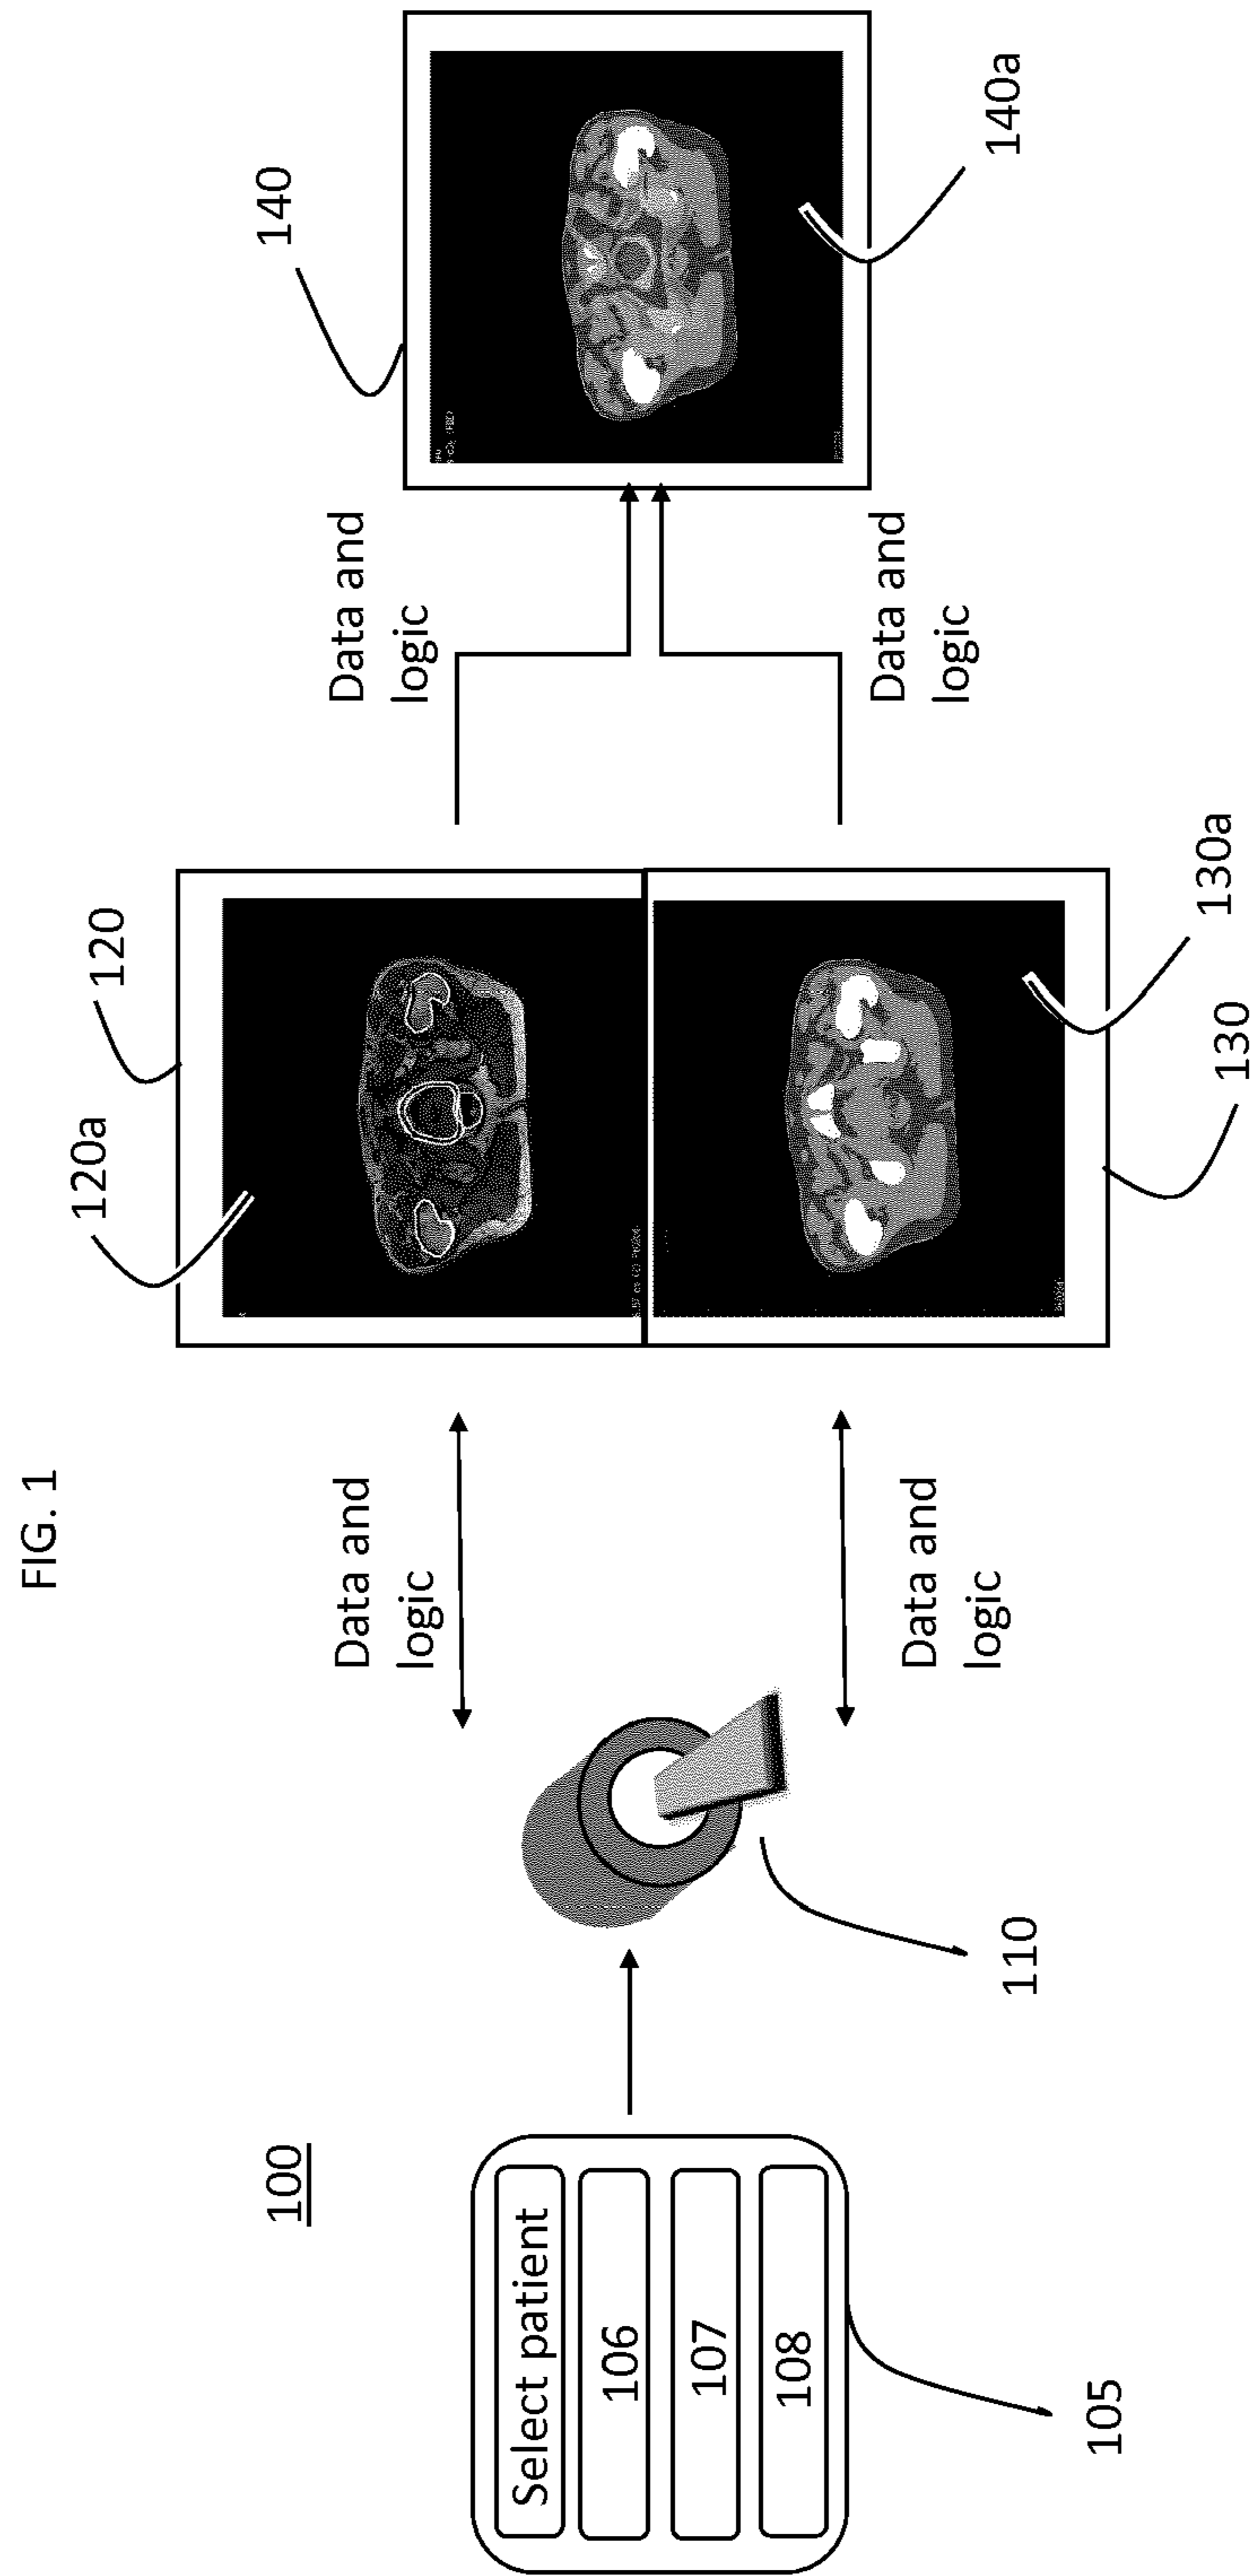 FIG. 1
100
Select patient
106
107
108
105
110
Data and
logic
Data and
logic
120
120a
130a
130
Data and
logic
Data and
logic
140
140a